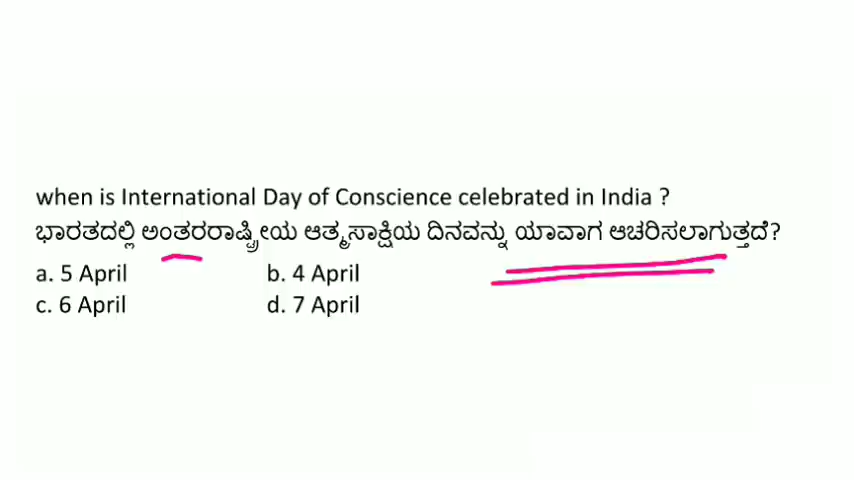 when is International Day of Conscience celebrated in India ?
ಭಾರತದಲ್ಲಿ ಅಂತರರಾಷ್ಟ್ರೀಯ ಆತ್ಮಸಾಕ್ಷಿಯ ದಿನವನ್ನು ಯಾವಾಗ ಆಚರಿಸಲಾಗುತ್ತದೆ?
a. 5 April b. 4 April
c. 6 April d. 7 April